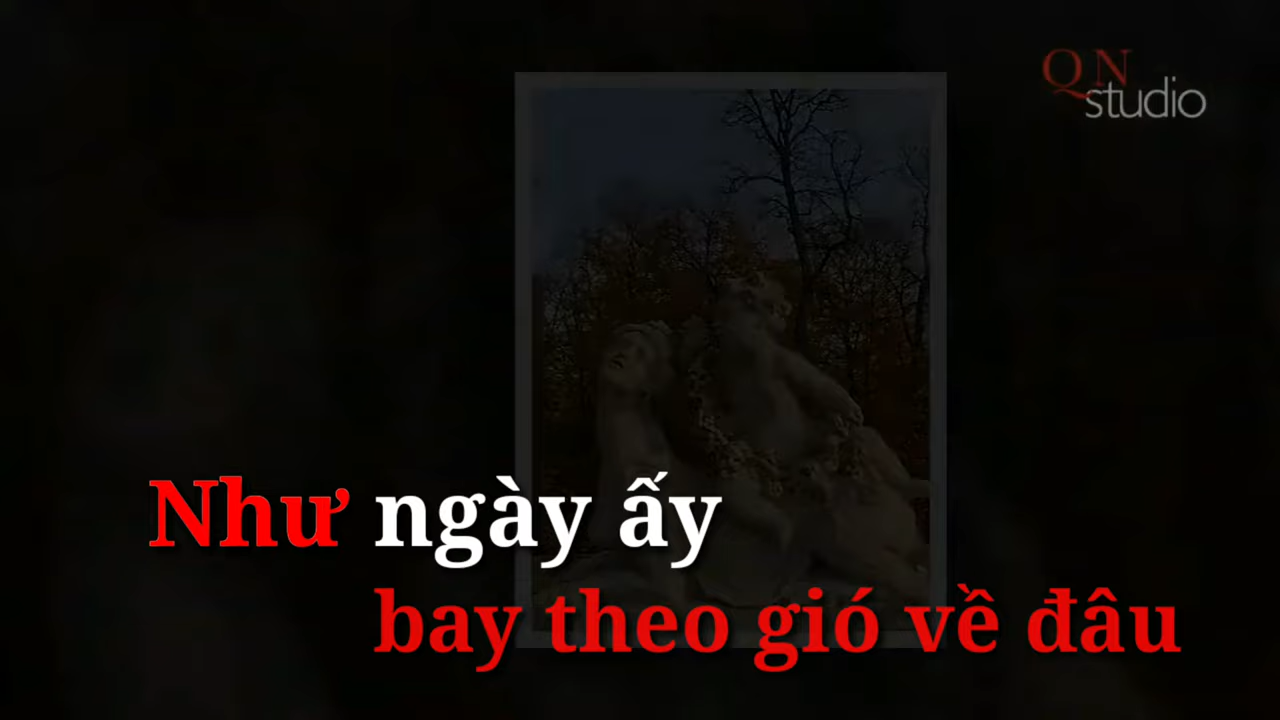 QN
studio
Như ngày ấy
bay theo gió về đâu